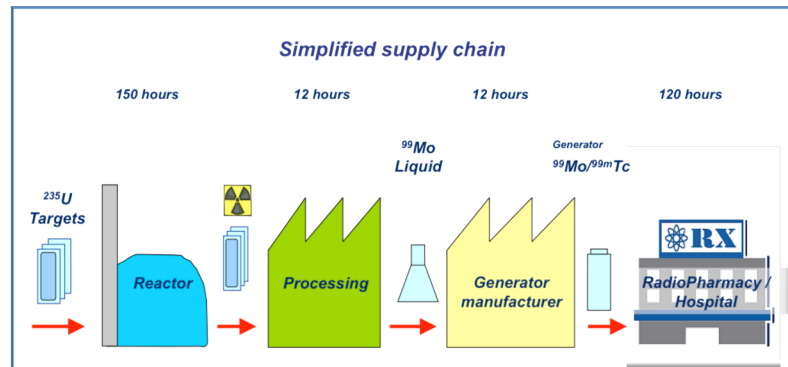 Simplified supply chain
150 hours
12 hours
12 hours
120 hours
²³⁵U
Targets
Reactor
Processing
⁹⁹Mo
Liquid
Generator
manufacturer
Generator
⁹⁹Mo/⁹⁹ᵐTc
RX
RadioPharmacy /
Hospital